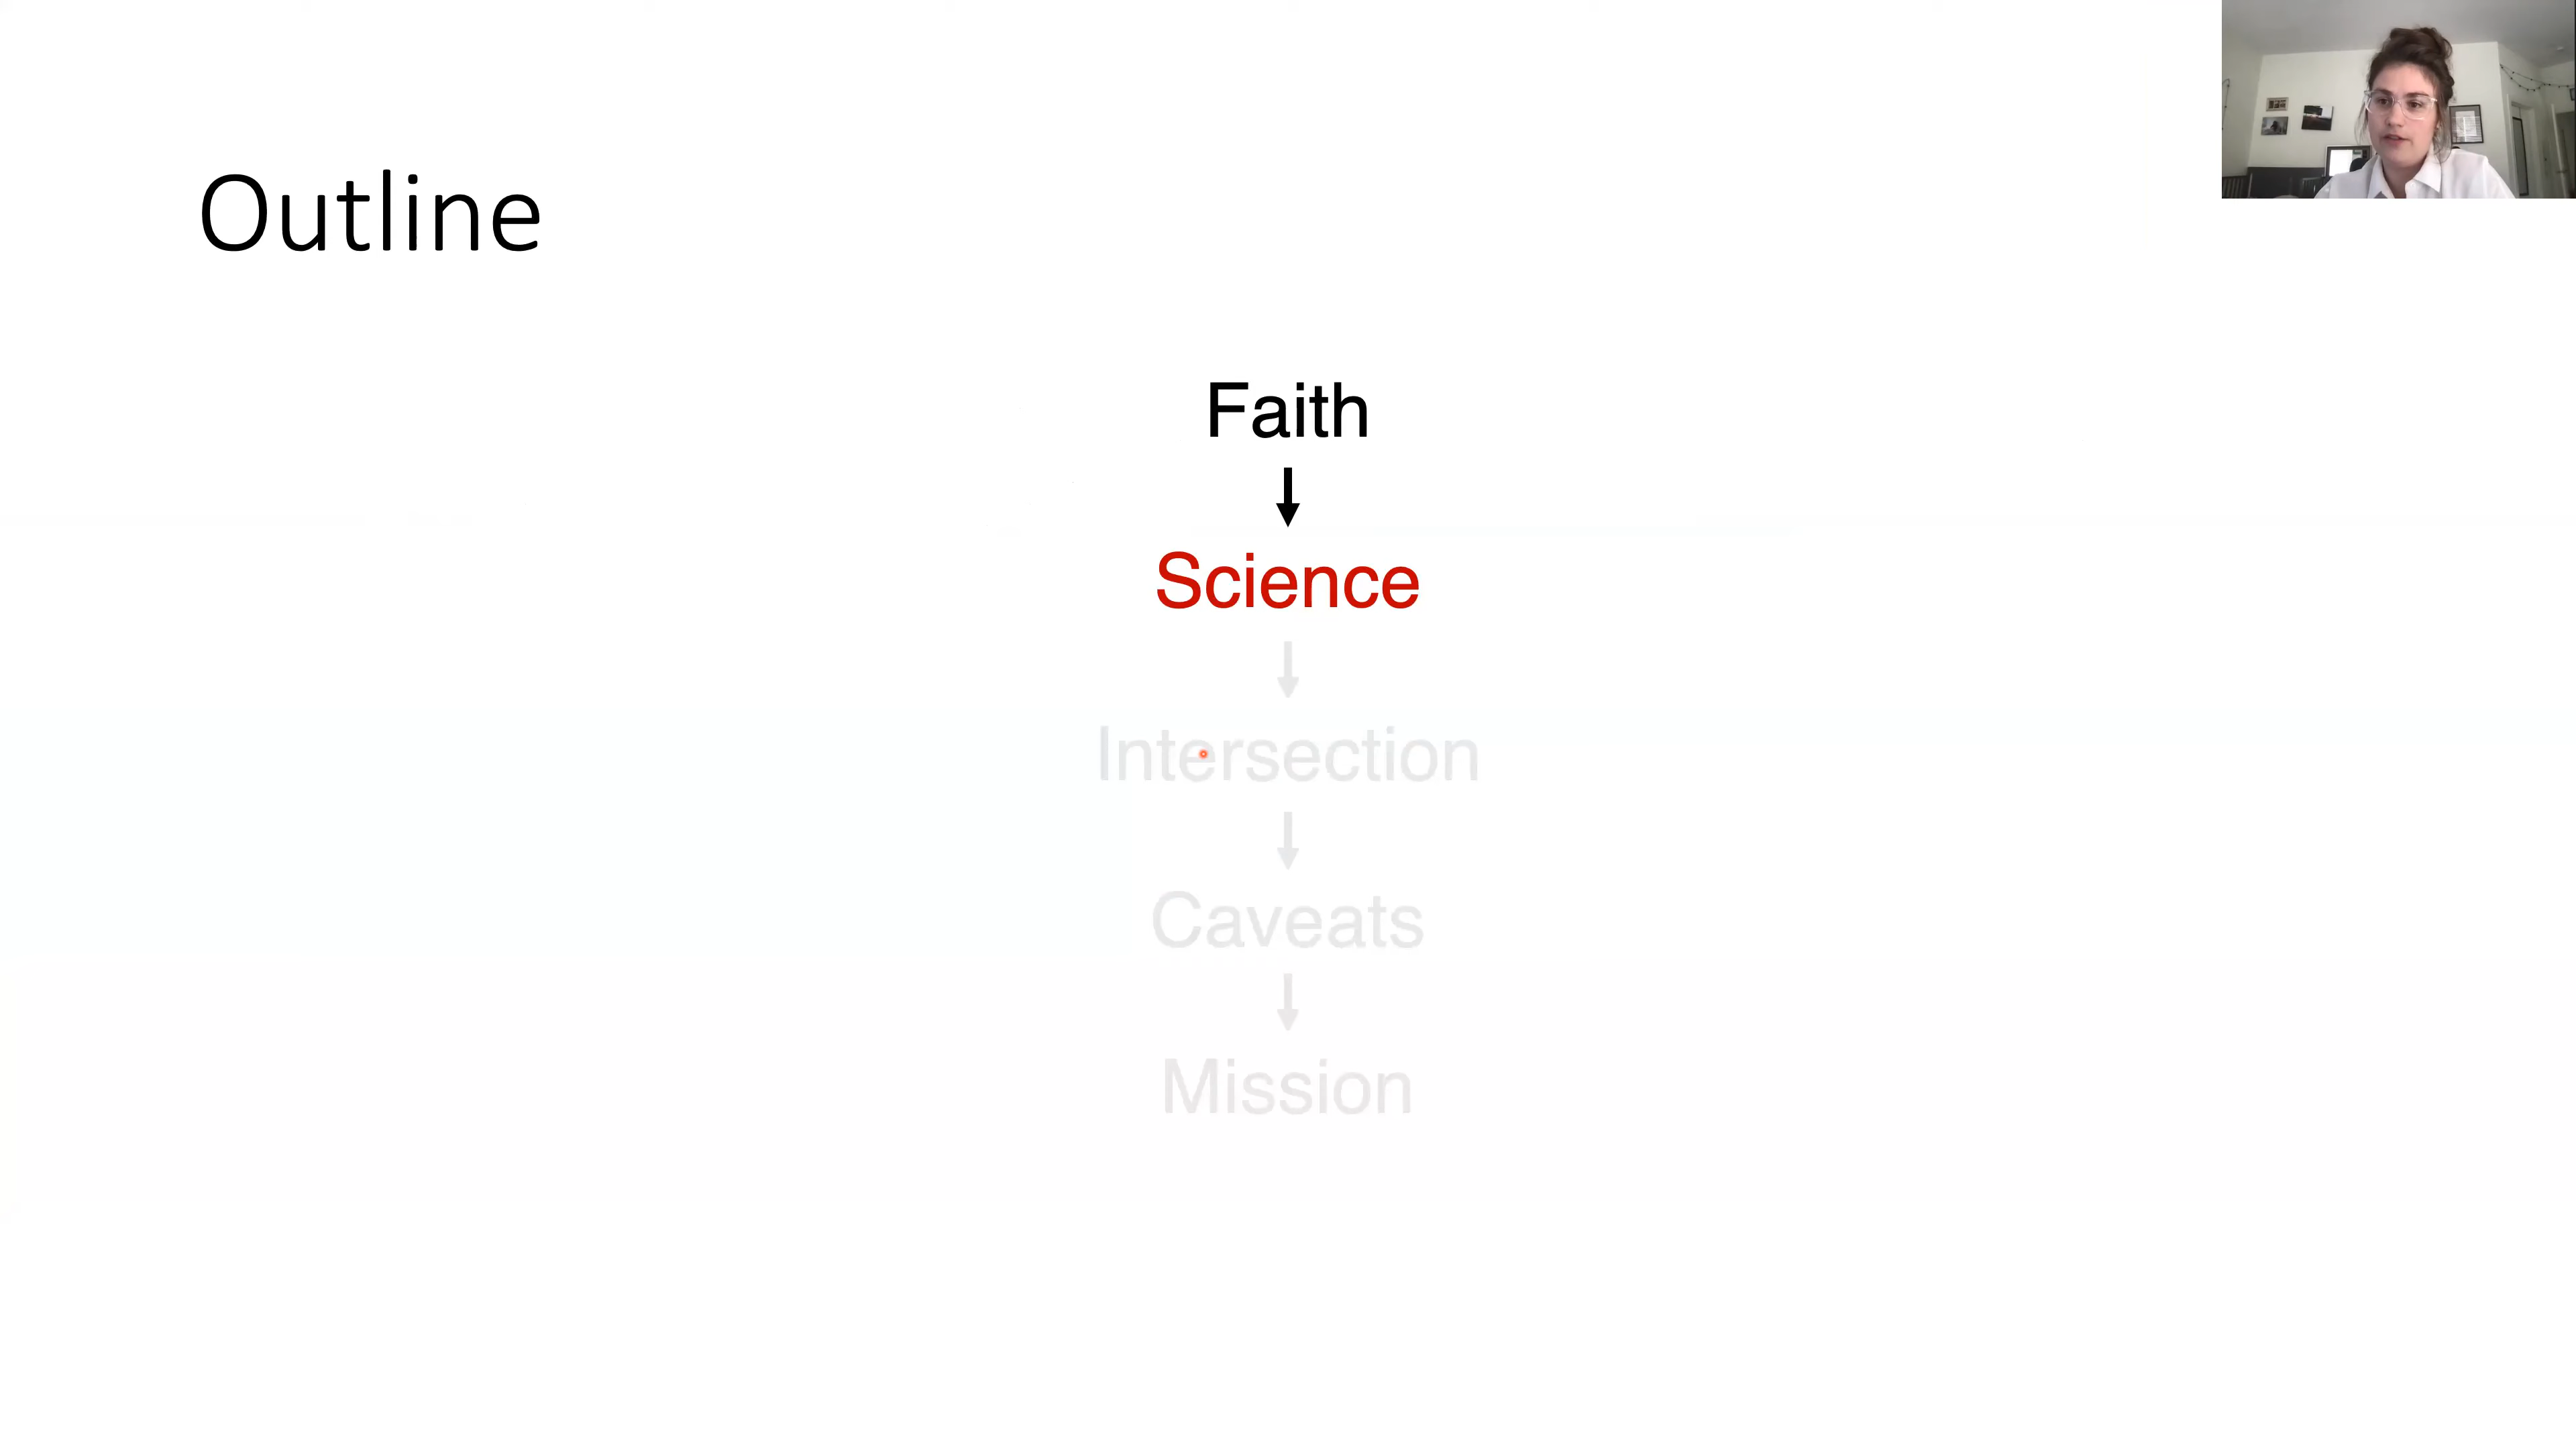 Outline
Faith
Science
Intersection
Caveats
Mission